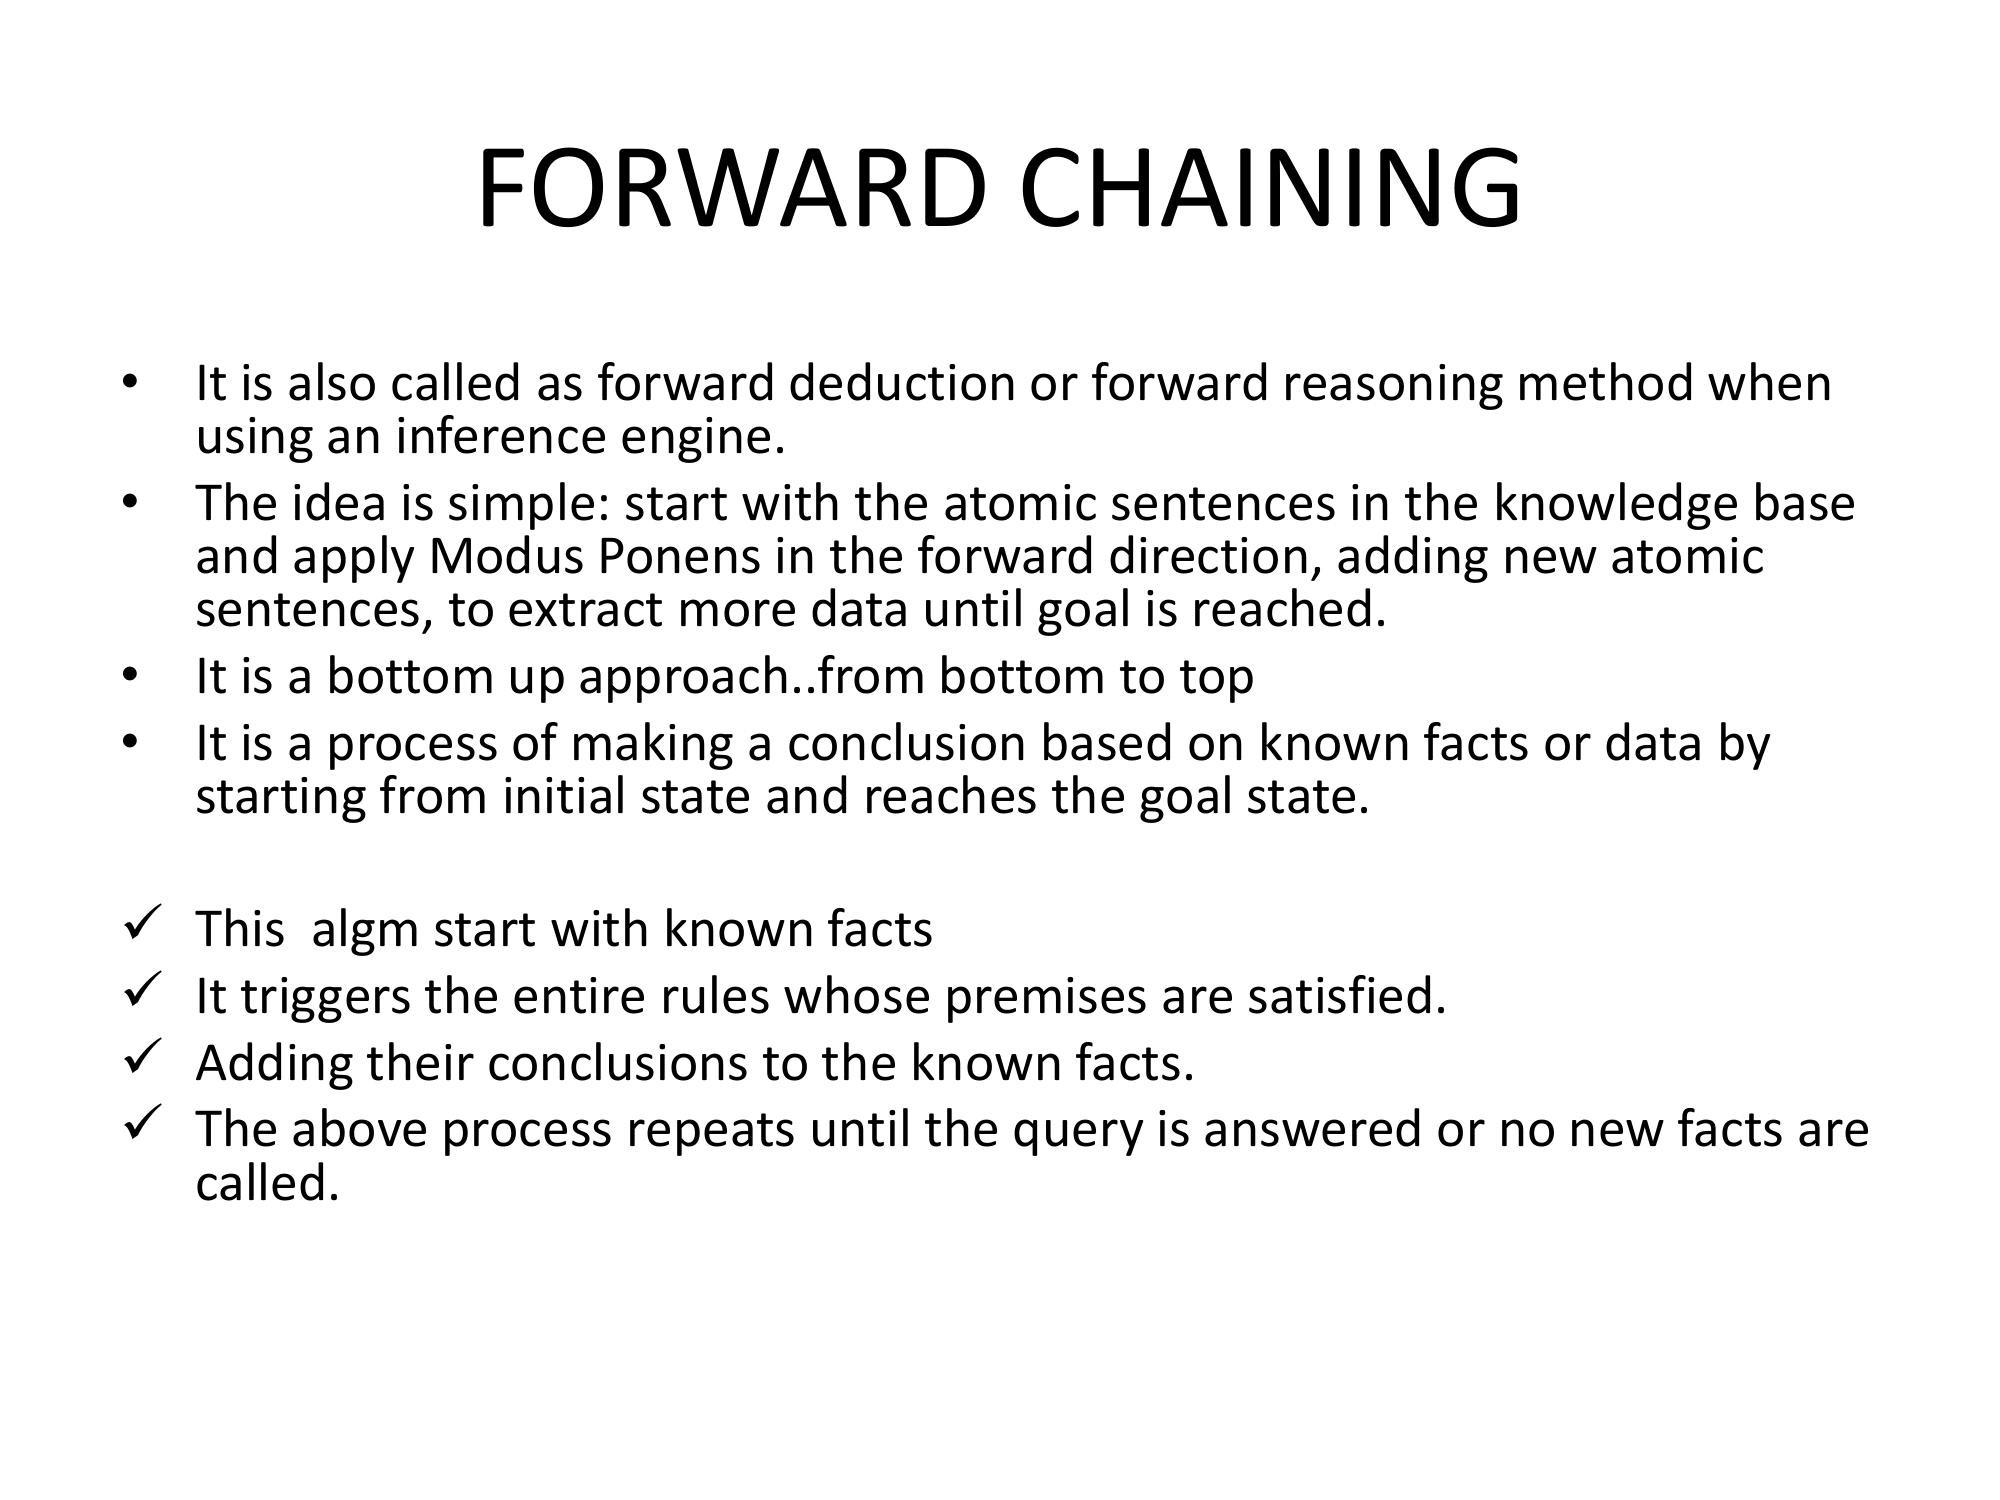 FORWARD CHAINING
• It is also called as forward deduction or forward reasoning method when
using an inference engine.
• The idea is simple: start with the atomic sentences in the knowledge base
and apply Modus Ponens in the forward direction, adding new atomic
sentences, to extract more data until goal is reached.
• It is a bottom up approach..from bottom to top
• It is a process of making a conclusion based on known facts or data by
starting from initial state and reaches the goal state.
✓ This  algm start with known facts
✓ It triggers the entire rules whose premises are satisfied.
✓ Adding their conclusions to the known facts.
✓ The above process repeats until the query is answered or no new facts are
called.